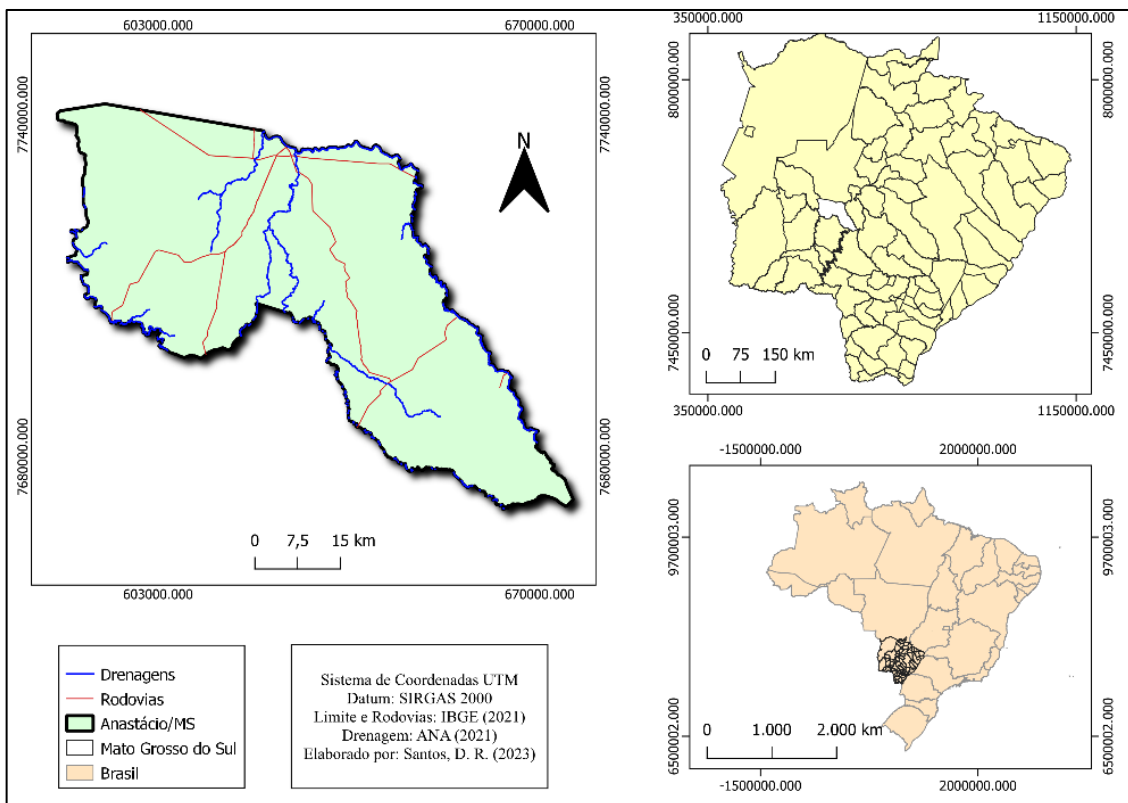 603000.000
670000.000
7740000.000
7740000.000
N
7680000.000
7680000.000
0 7,5 15 km
603000.000
670000.000
350000.000
1150000.000
8000000.000
8000000.000
7450000.000
7450000.000
0 75 150 km
350000.000
1150000.000
-1500000.000
2000000.000
9700003.000
9700003.000
6500002.000
6500002.000
0 1.000 2.000 km
-1500000.000
2000000.000
Drenagens
Rodovias
Anastácio/MS
Mato Grosso do Sul
Brasil
Sistema de Coordenadas UTM
Datum: SIRGAS 2000
Limite e Rodovias: IBGE (2021)
Drenagem: ANA (2021)
Elaborado por: Santos, D. R. (2023)